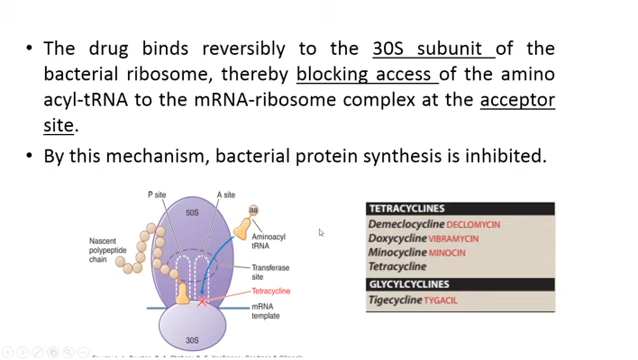 • The drug binds reversibly to the 30S subunit of the
bacterial ribosome, thereby blocking access of the amino
acyl-tRNA to the mRNA-ribosome complex at the acceptor
site.
• By this mechanism, bacterial protein synthesis is inhibited.
P site
A site
50S
aa
Aminoacyl
tRNA
Nascent
polypeptide
chain
Transferase
site
Tetracycline
mRNA
template
30S
TETRACYCLINES
Demeclocycline DECLOMYCIN
Doxycycline VIBRAMYCIN
Minocycline MINOCIN
Tetracycline
GLYCYLCYCLINES
Tigecycline TYGACIL